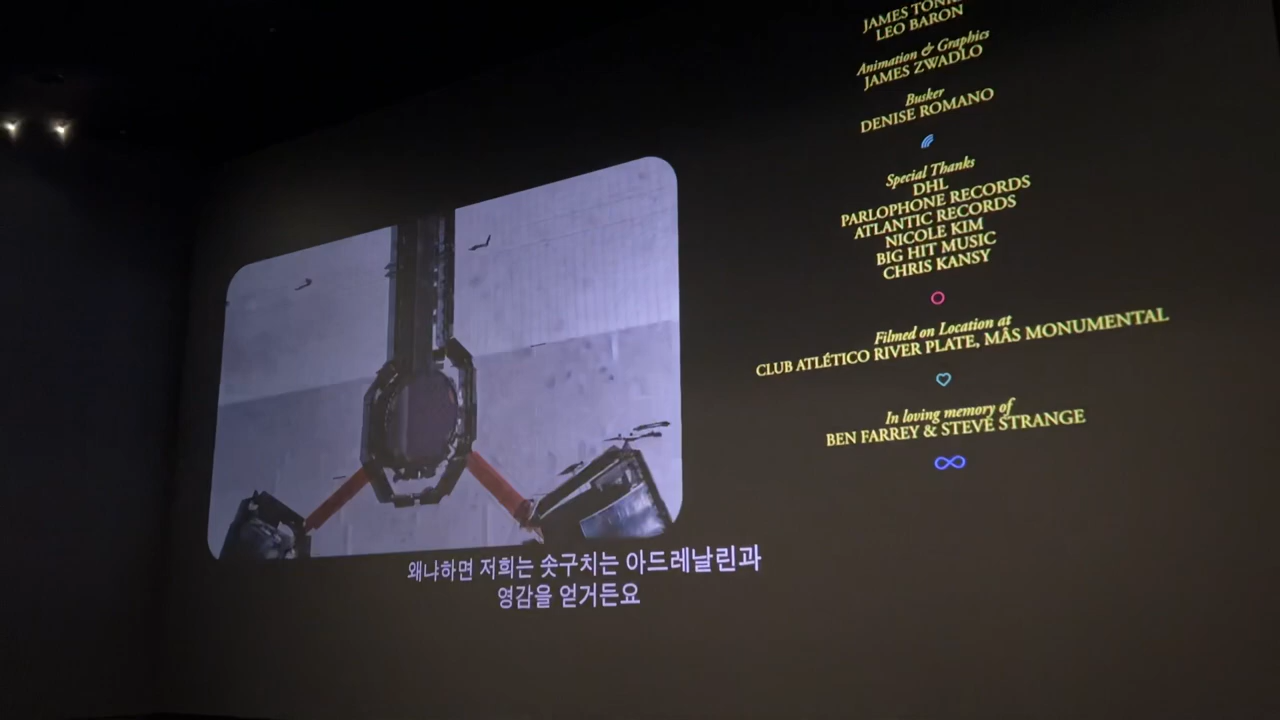 LEO BARON
Animation & Graphics
JAMES ZWADLO
Busker
DENISE ROMANO
Special Thanks
DHL
PARLOPHONE RECORDS
ATLANTIC RECORDS
NICOLE KIM
BIG HIT MUSIC
CHRIS KANSY
Filmed on Location at
CLUB ATLÉTICO RIVER PLATE, MÂS MONUMENTAL
In loving memory of
BEN FARREY & STEVE STRANGE
왜냐하면 저희는 솟구치는 아드레날린과
영감을 얻거든요